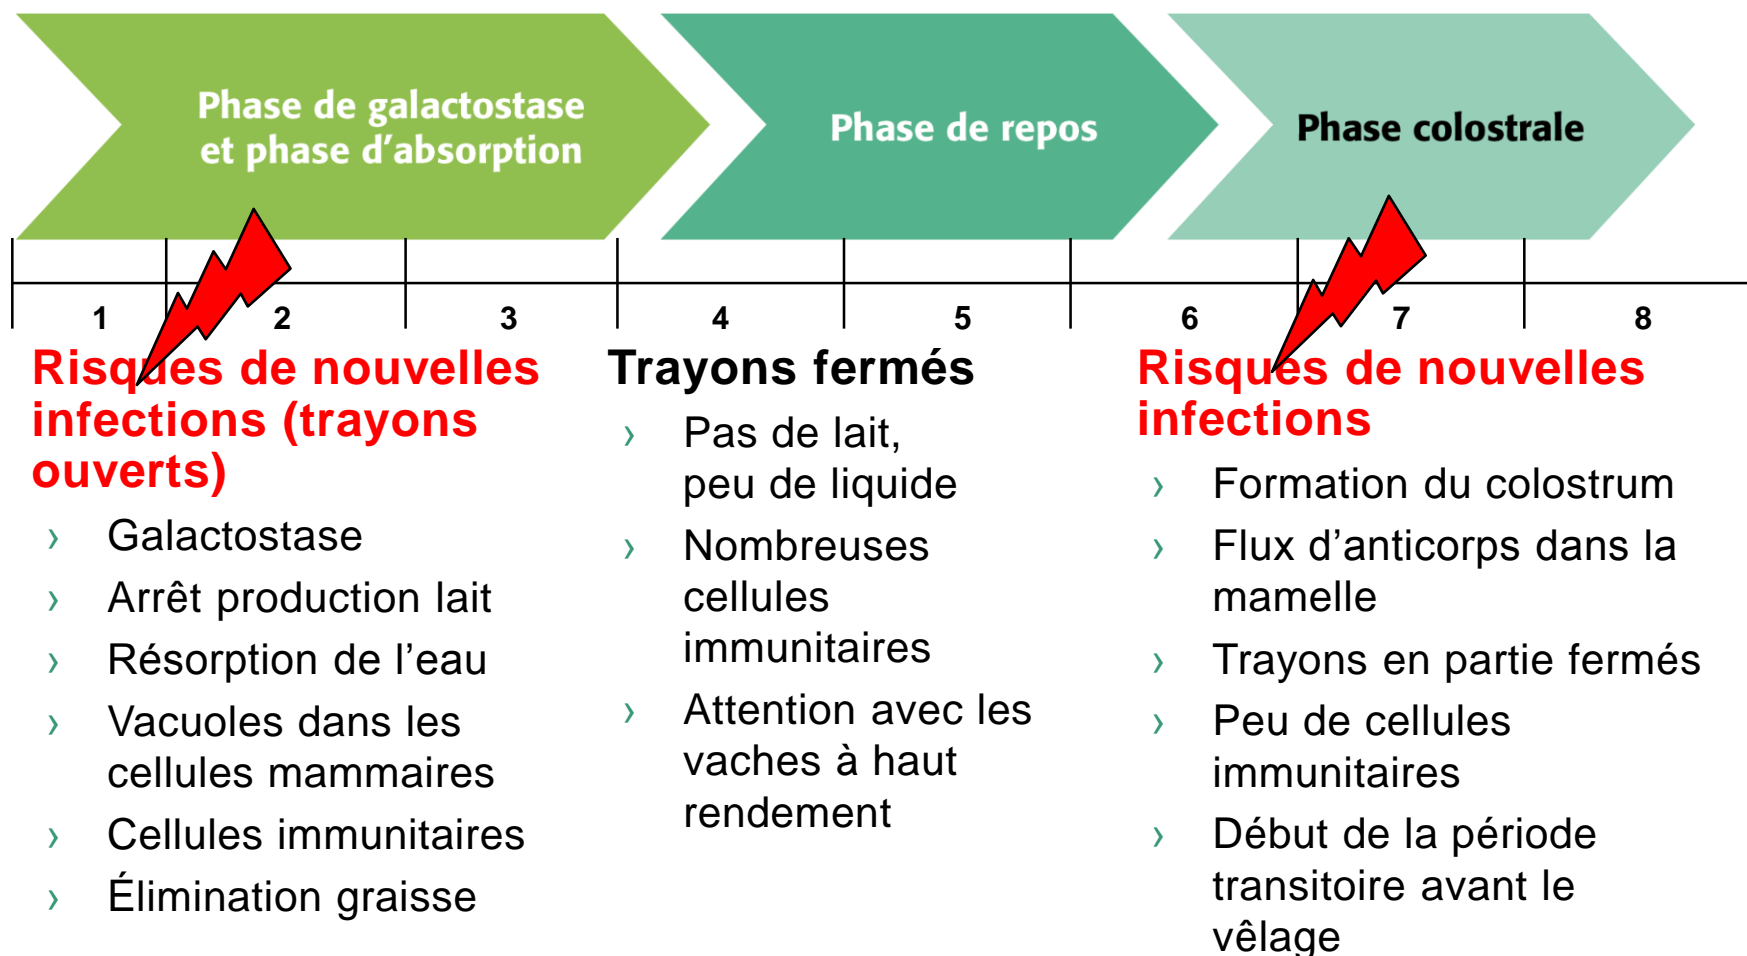 Phase de galactostase
et phase d’absorption
Phase de repos
Phase colostrale
1 2 3 4 5 6 7 8
Risques de nouvelles
infections (trayons
ouverts)
› Galactostase
› Arrêt production lait
› Résorption de l’eau
› Vacuoles dans les
cellules mammaires
› Cellules immunitaires
› Élimination graisse
Trayons fermés
› Pas de lait,
peu de liquide
› Nombreuses
cellules
immunitaires
› Attention avec les
vaches à haut
rendement
Risques de nouvelles
infections
› Formation du colostrum
› Flux d’anticorps dans la
mamelle
› Trayons en partie fermés
› Peu de cellules
immunitaires
› Début de la période
transitoire avant le
vêlage